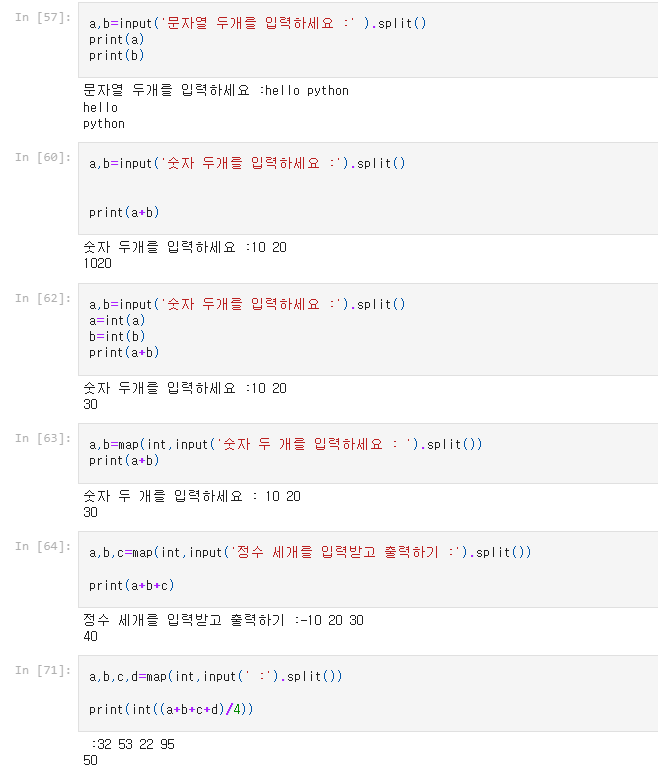 In [57]:
a,b=input('문자열 두개를 입력하세요 :' ).split()
print(a)
print(b)
문자열 두개를 입력하세요 :hello python
hello
python
In [60]:
a,b=input('숫자 두개를 입력하세요 :').split()
print(a+b)
숫자 두개를 입력하세요 :10 20
1020
In [62]:
a,b=input('숫자 두개를 입력하세요 :').split()
a=int(a)
b=int(b)
print(a+b)
숫자 두개를 입력하세요 :10 20
30
In [63]:
a,b=map(int,input('숫자 두 개를 입력하세요 : ').split())
print(a+b)
숫자 두 개를 입력하세요 : 10 20
30
In [64]:
a,b,c=map(int,input('정수 세개를 입력받고 출력하기 :').split())
print(a+b+c)
정수 세개를 입력받고 출력하기 :-10 20 30
40
In [71]:
a,b,c,d=map(int,input(' :').split())
print(int((a+b+c+d)/4))
:32 53 22 95
50